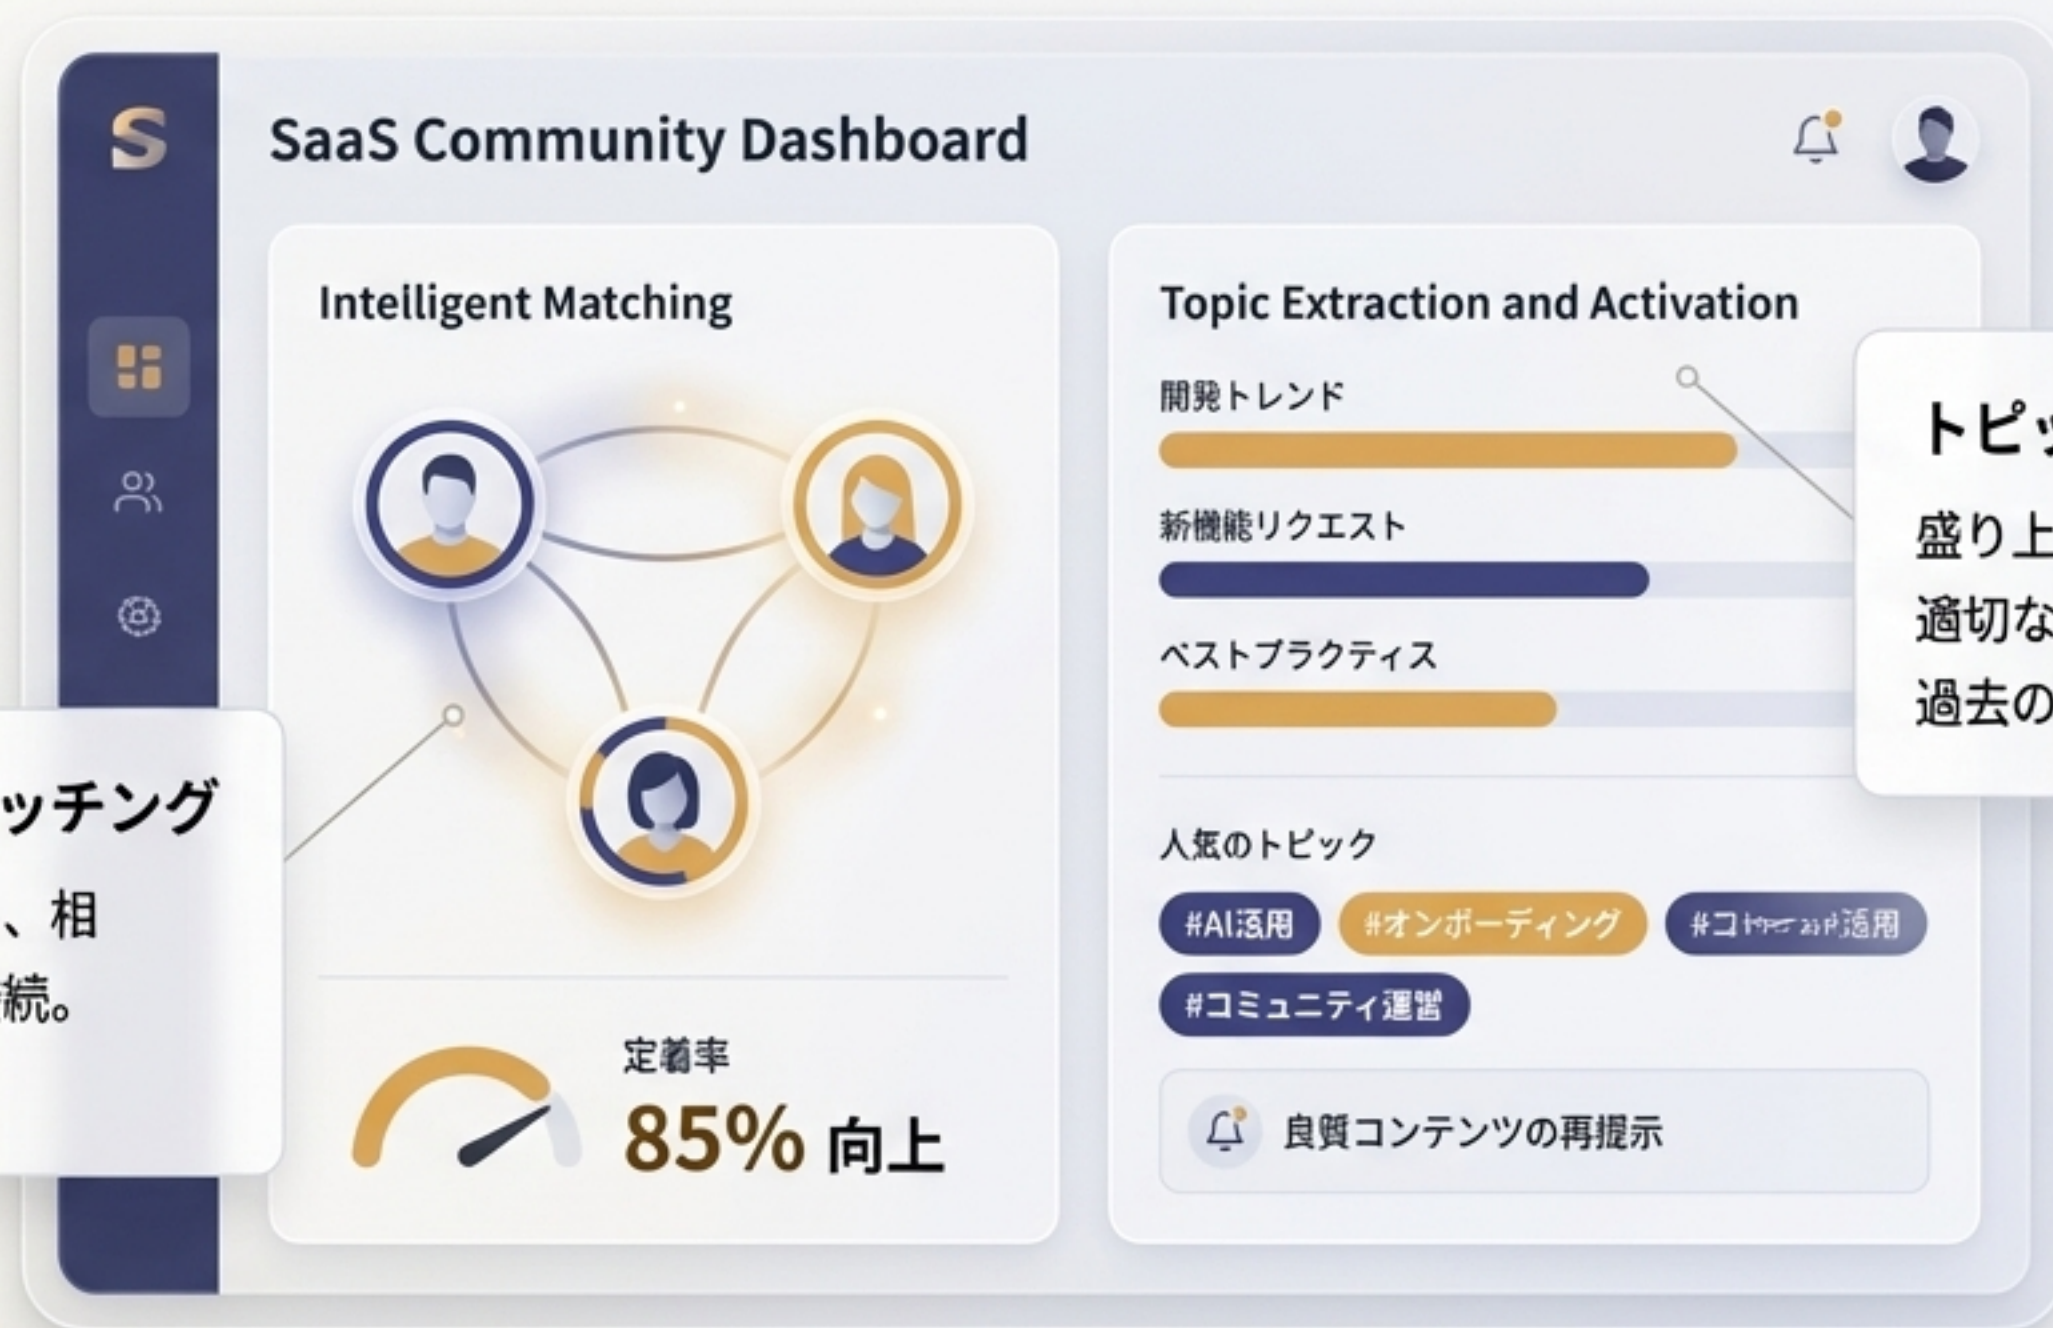 S
SaaS Community Dashboard
Intelligent Matching
ッチング
、相
続。
定着率
85% 向上
Topic Extraction and Activation
開発トレンド
新機能リクエスト
ベストプラクティス
人気のトピック
#AI活用
#オンボーディング
#コ
活用
#コミュニティ運営
良質コンテンツの再提示
トピッ
盛り上
適切な
過去の